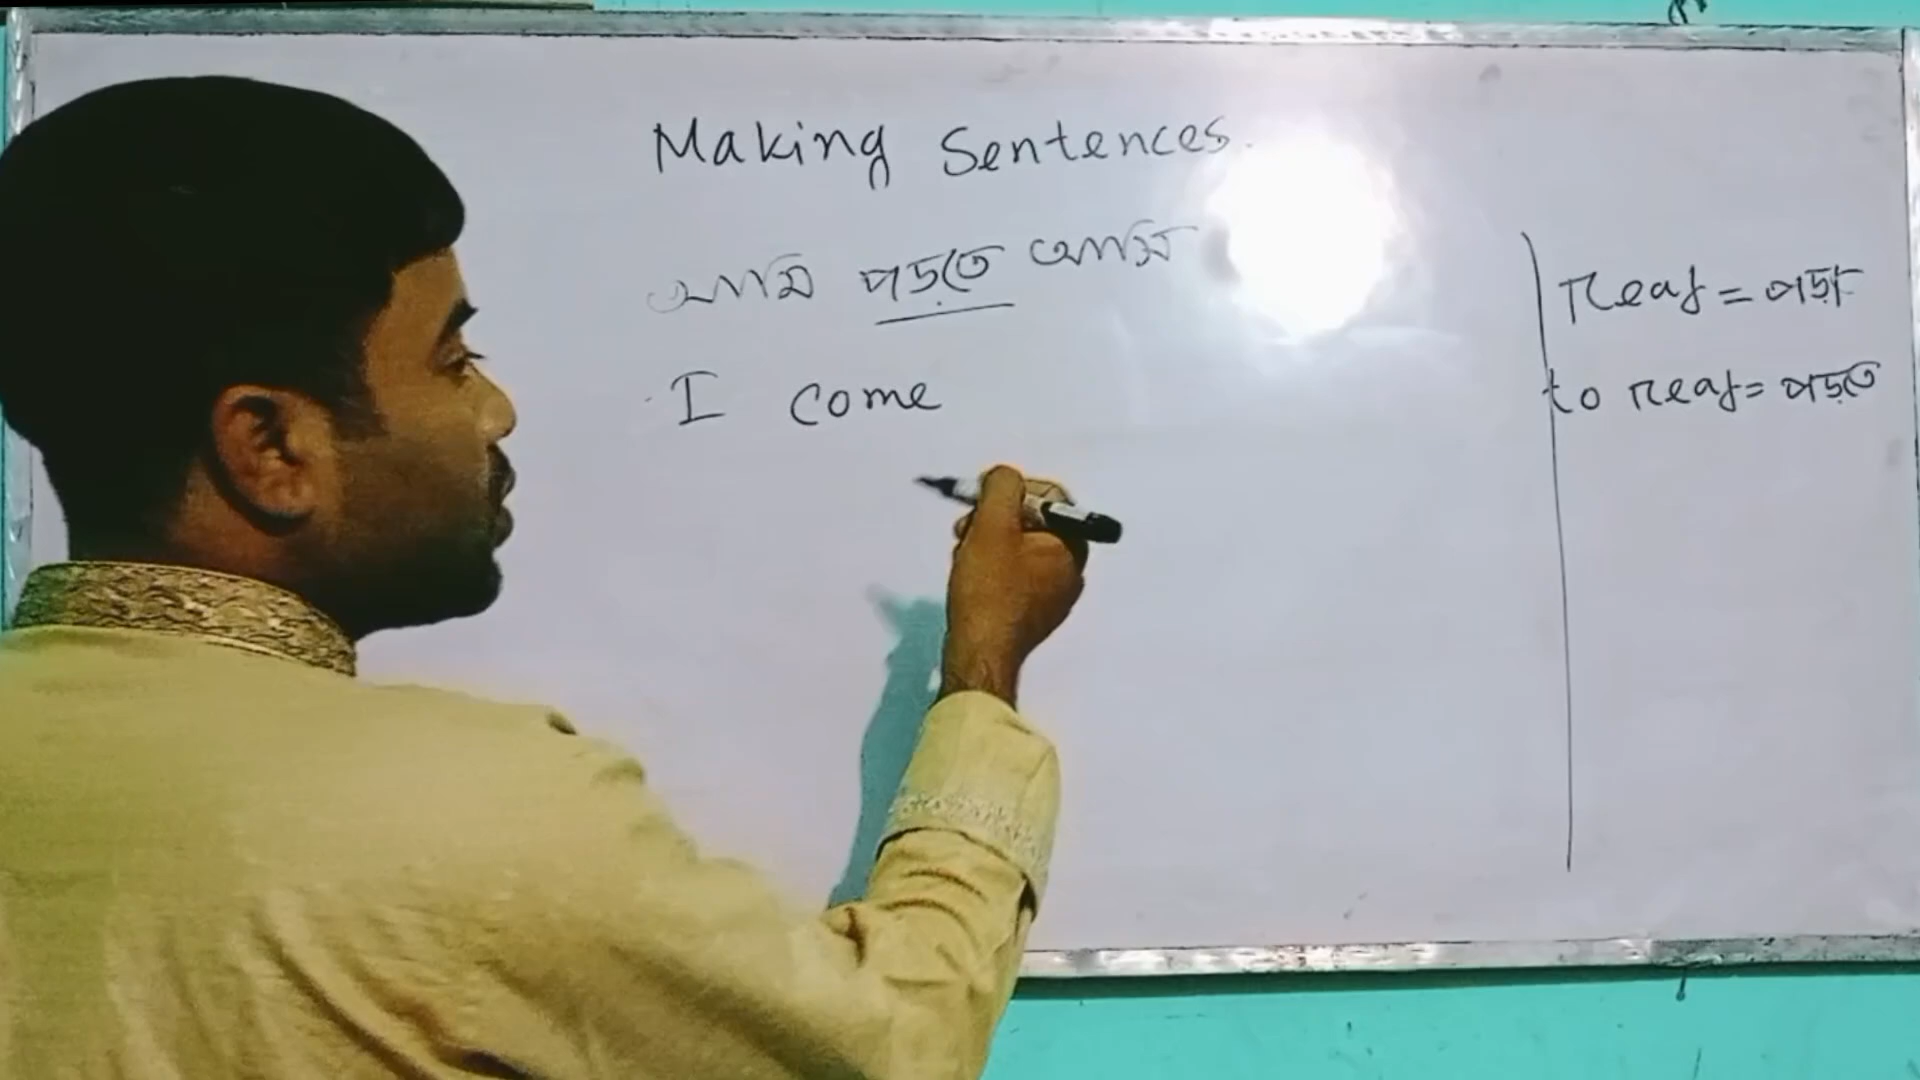 Making Sentences.
আমি পড়তে আসি
I come
Read = পড়া
to read = পড়তে